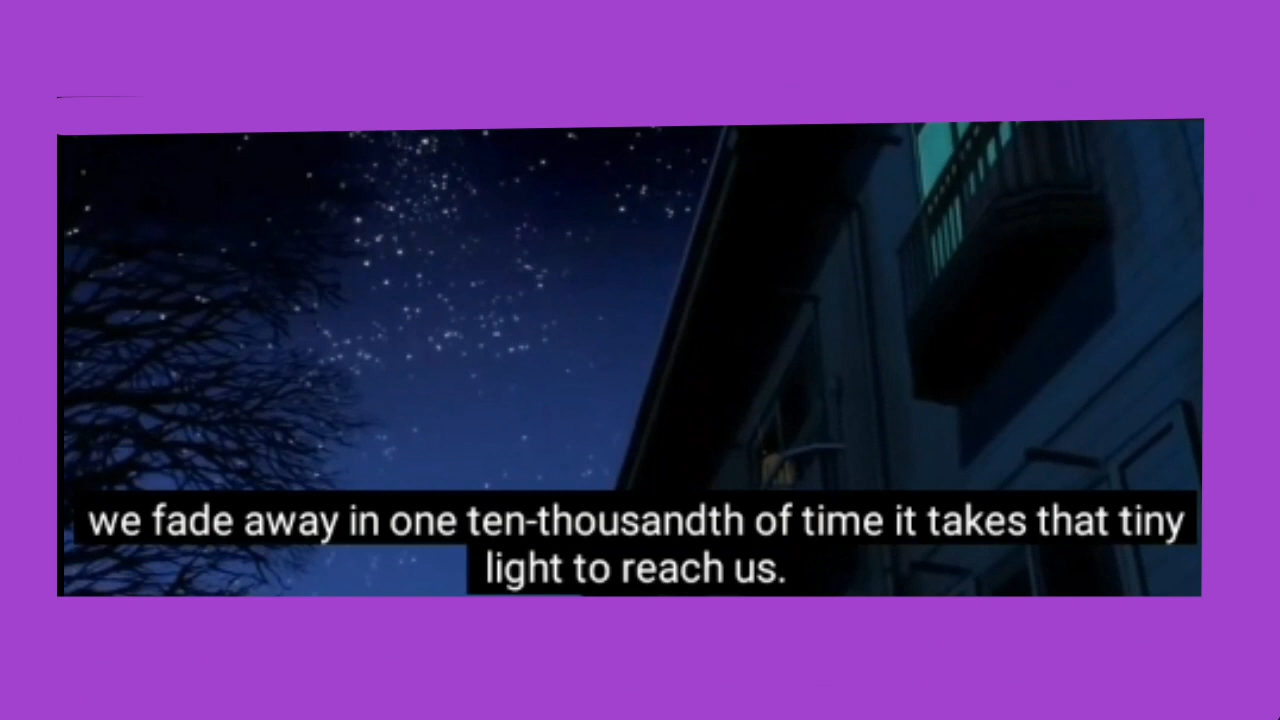 we fade away in one ten-thousandth of time it takes that tiny
light to reach us.